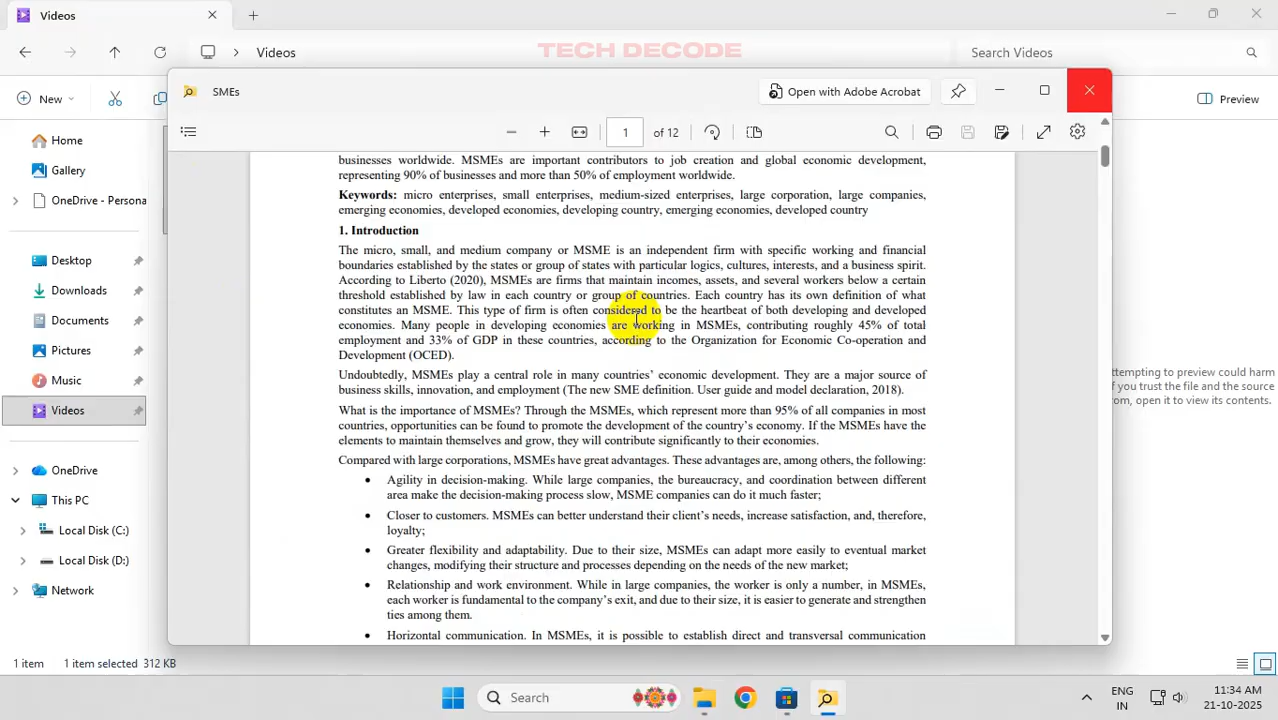 Videos
Videos
TECH DECODE
Search Videos
New
Preview
SMEs
Open with Adobe Acrobat
1 of 12
Home
Gallery
OneDrive - Persona
Desktop
Downloads
Documents
Pictures
Music
Videos
OneDrive
This PC
Local Disk (C:)
Local Disk (D:)
Network
businesses worldwide. MSMEs are important contributors to job creation and global economic development,
representing 90% of businesses and more than 50% of employment worldwide.
Keywords: micro enterprises, small enterprises, medium-sized enterprises, large corporation, large companies,
emerging economies, developed economies, developing country, emerging economies, developed country
1. Introduction
The micro, small, and medium company or MSME is an independent firm with specific working and financial
boundaries established by the states or group of states with particular logics, cultures, interests, and a business spirit.
According to Liberto (2020), MSMEs are firms that maintain incomes, assets, and several workers below a certain
threshold established by law in each country or group of countries. Each country has its own definition of what
constitutes an MSME. This type of firm is often considered to be the heartbeat of both developing and developed
economies. Many people in developing economies are working in MSMEs, contributing roughly 45% of total
employment and 33% of GDP in these countries, according to the Organization for Economic Co-operation and
Development (OCED).
Undoubtedly, MSMEs play a central role in many countries' economic development. They are a major source of
business skills, innovation, and employment (The new SME definition. User guide and model declaration, 2018).
What is the importance of MSMEs? Through the MSMEs, which represent more than 95% of all companies in most
countries, opportunities can be found to promote the development of the country's economy. If the MSMEs have the
elements to maintain themselves and grow, they will contribute significantly to their economies.
Compared with large corporations, MSMEs have great advantages. These advantages are, among others, the following:
• Agility in decision-making. While large companies, the bureaucracy, and coordination between different
area make the decision-making process slow, MSME companies can do it much faster;
• Closer to customers. MSMEs can better understand their client's needs, increase satisfaction, and, therefore,
loyalty;
• Greater flexibility and adaptability. Due to their size, MSMEs can adapt more easily to eventual market
changes, modifying their structure and processes depending on the needs of the new market;
• Relationship and work environment. While in large companies, the worker is only a number, in MSMEs,
each worker is fundamental to the company's exit, and due to their size, it is easier to generate and strengthen
ties among them.
• Horizontal communication. In MSMEs, it is possible to establish direct and transversal communication
attempting to preview could harm
f you trust the file and the source
om, open it to view its contents.
1 item 1 item selected 312 KB
Search
ENG
IN
11:34 AM
21-10-2025